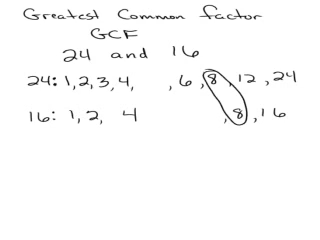 Greatest Common factor
GCF
24 and 16
24: 1, 2, 3, 4, , 6, 8, 12, 24
16: 1, 2, 4 , 8, 16